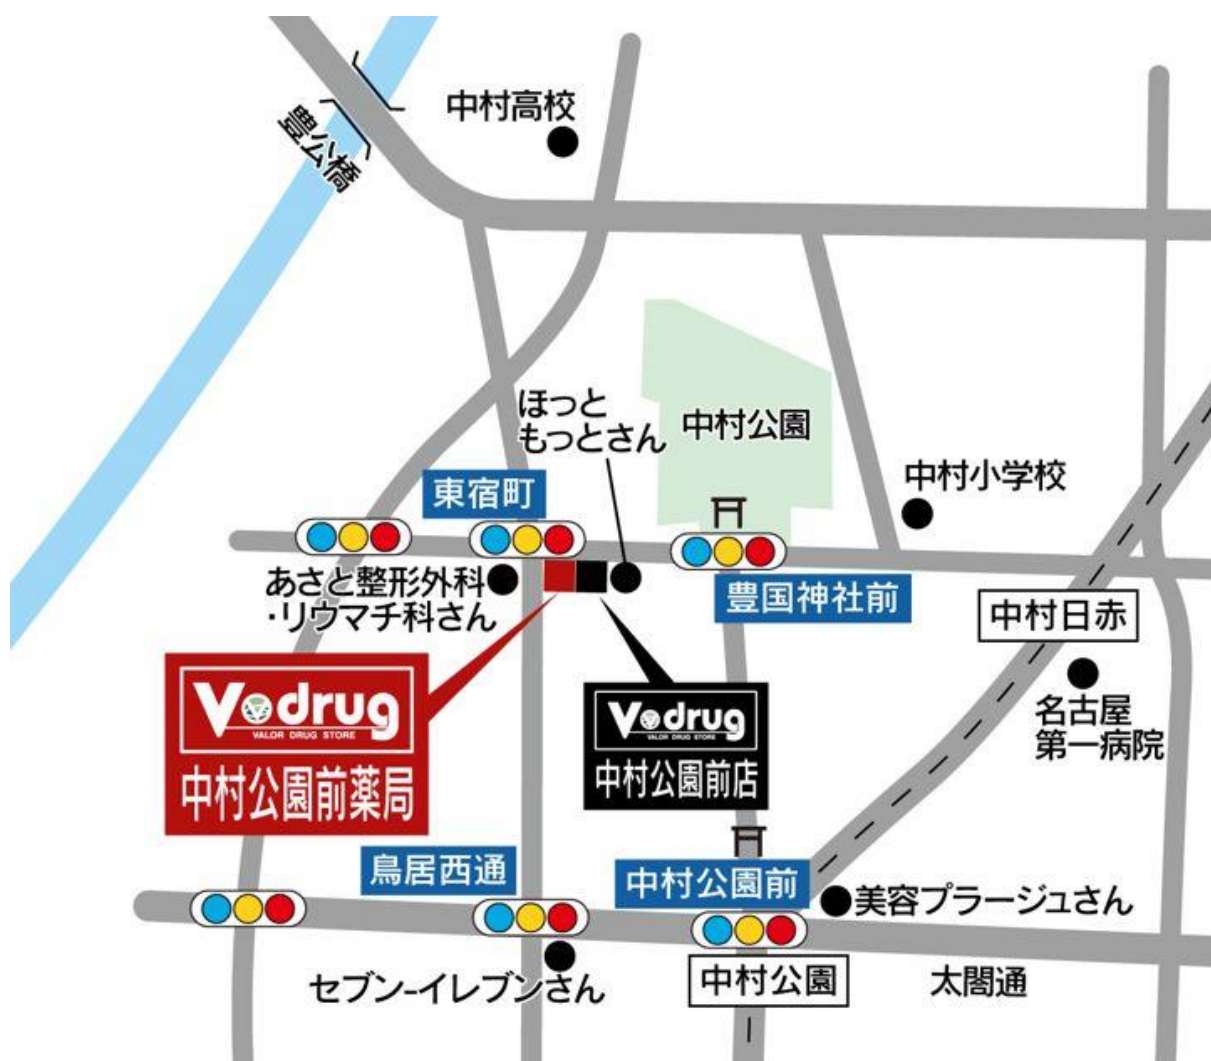 中村高校
豊公橋
ほっと
もっとさん
中村公園
東宿町
中村小学校
あさと整形外科
・リウマチ科さん
豊国神社前
中村日赤
V drug
VALOR DRUG STORE
中村公園前薬局
V drug
VALOR DRUG STORE
中村公園前店
名古屋
第一病院
鳥居西通
中村公園前
美容プラージュさん
セブン-イレブンさん
中村公園
太閤通